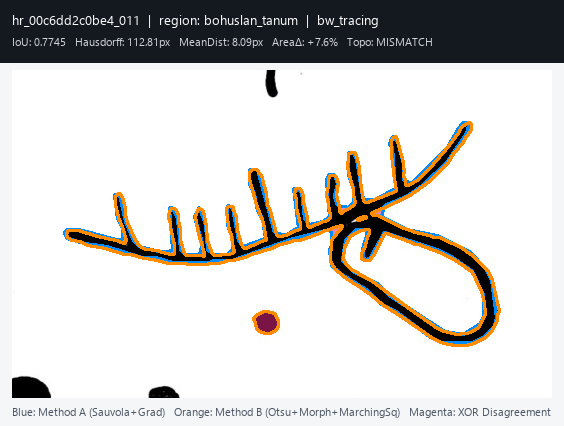 hr_00c6dd2c0be4_011 | region: bohuslan_tanum | bw_tracing
IoU: 0.7745 Hausdorff: 112.81px MeanDist: 8.09px AreaΔ: +7.6% Topo: MISMATCH
Blue: Method A (Sauvola+Grad) Orange: Method B (Otsu+Morph+MarchingSq) Magenta: XOR Disagreement